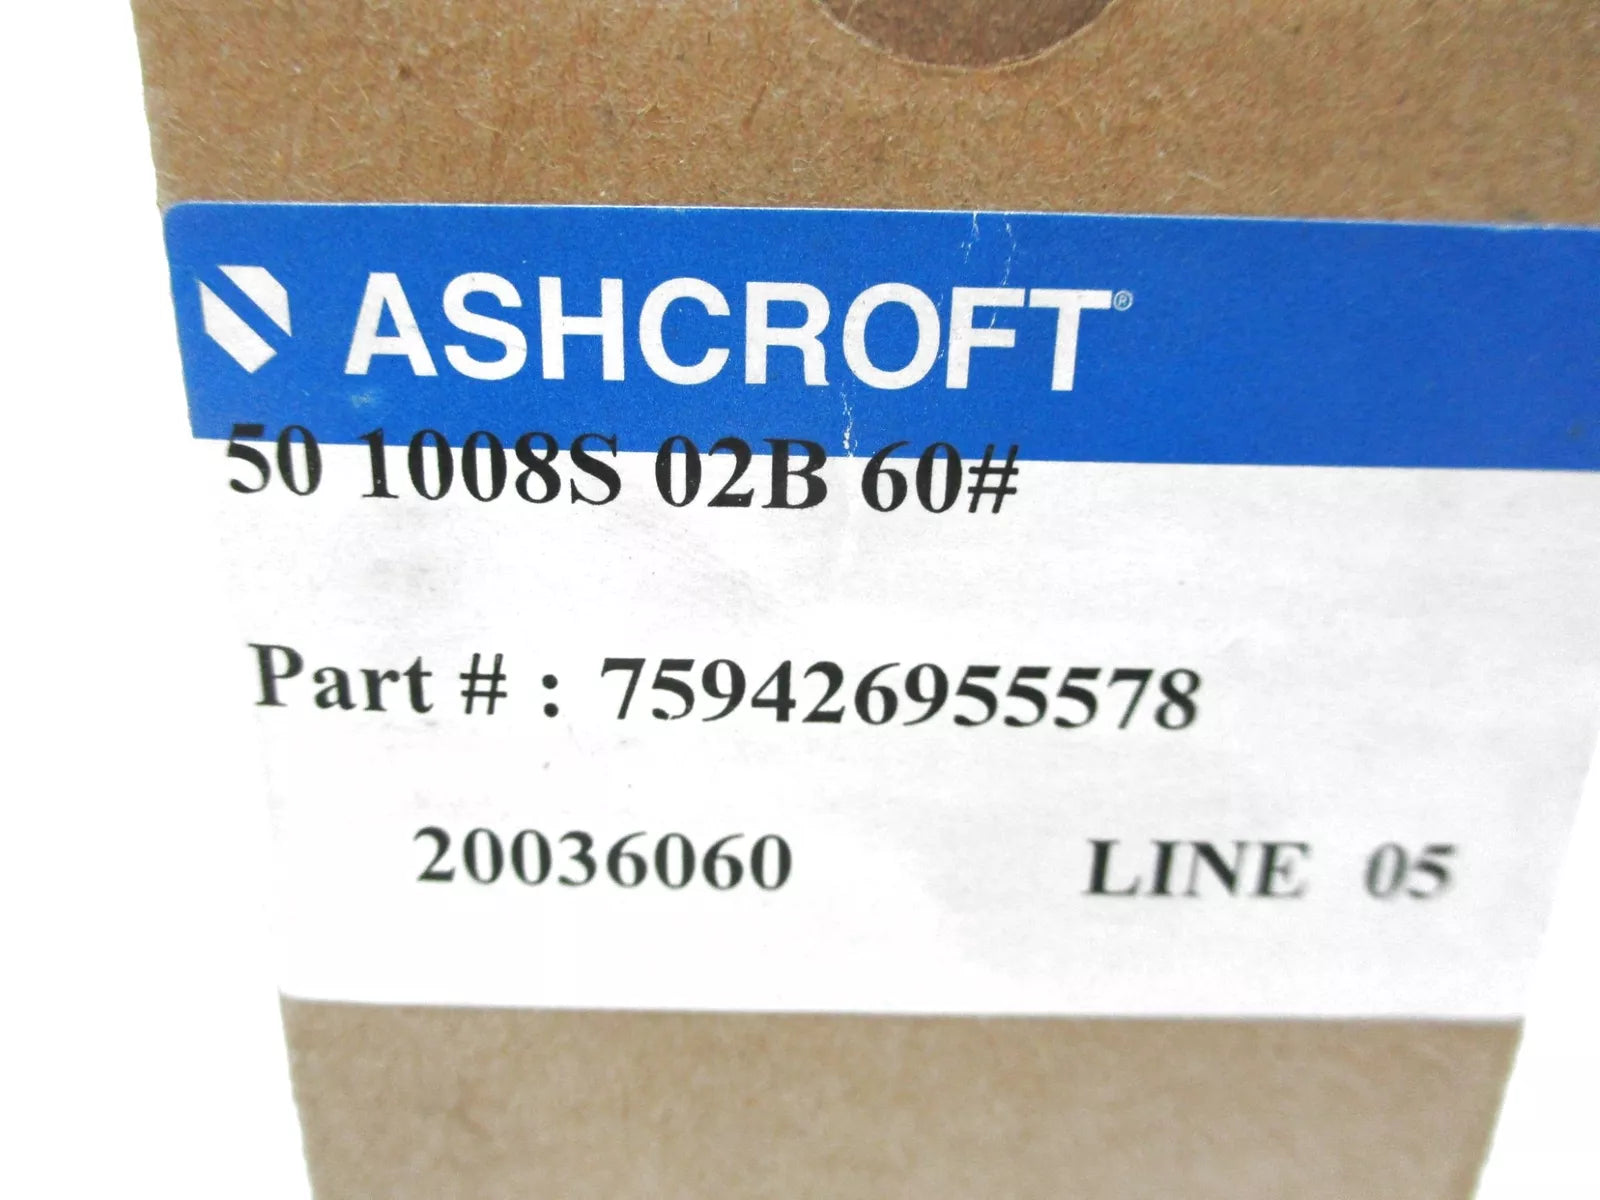 ASHCROFT®
50 1008S 02B 60#
Part # : 759426955578
20036060 LINE 05